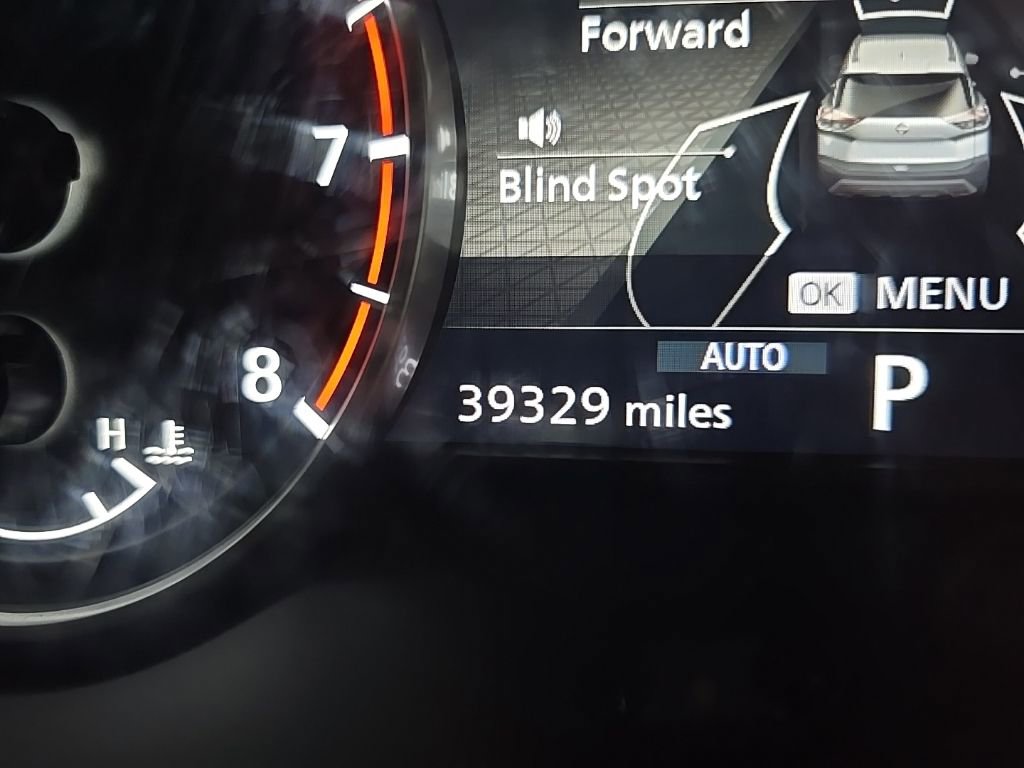 Forward
7
Blind Spot
OK MENU
AUTO
8
39329 miles
P
H